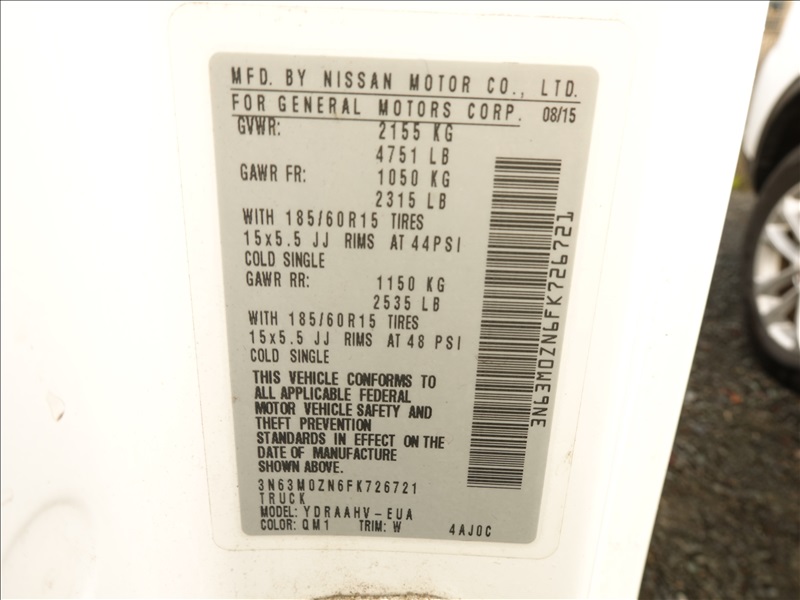 MFD. BY NISSAN MOTOR CO., LTD.
FOR GENERAL MOTORS CORP. 08/15
GVWR: 2155 KG
4751 LB
GAWR FR: 1050 KG
2315 LB
WITH 185/60R15 TIRES
15x5.5 JJ RIMS AT 44PSI
COLD SINGLE
GAWR RR: 1150 KG
2535 LB
WITH 185/60R15 TIRES
15x5.5 JJ RIMS AT 48 PSI
COLD SINGLE
THIS VEHICLE CONFORMS TO
ALL APPLICABLE FEDERAL
MOTOR VEHICLE SAFETY AND
THEFT PREVENTION
STANDARDS IN EFFECT ON THE
DATE OF MANUFACTURE
SHOWN ABOVE.
3N63M0ZN6FK726721
TRUCK
MODEL: YDRAAHV-EUA
COLOR: QM1 TRIM: W 4AJ0C
3N63M0ZN6FK726721